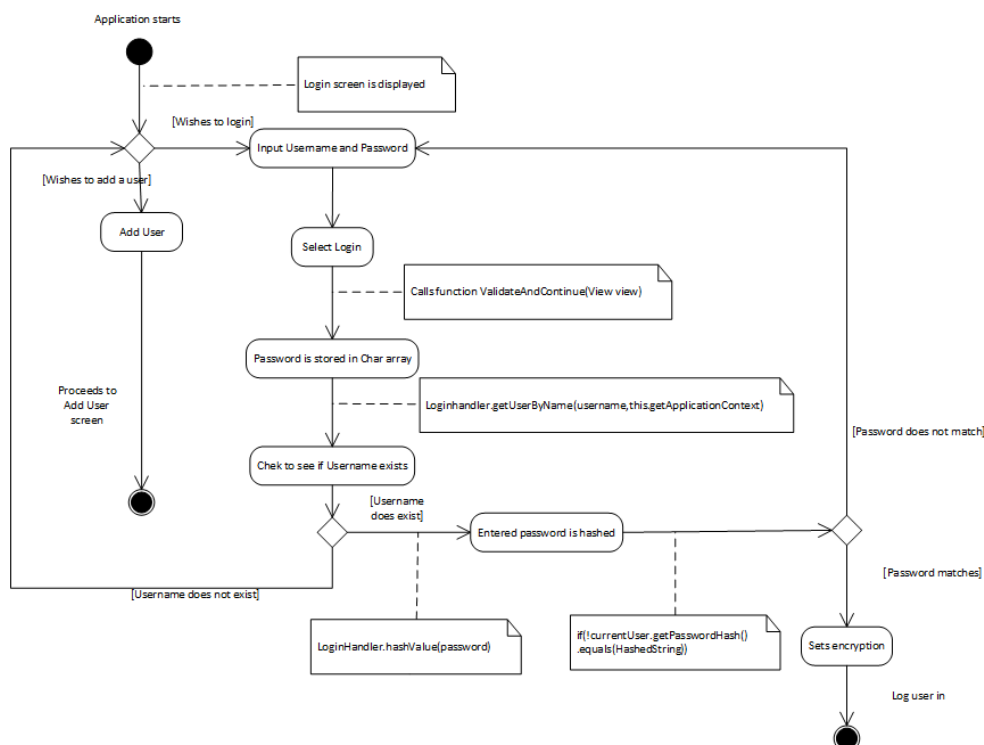 Application starts
Login screen is displayed
[Wishes to login]
Input Username and Password
[Wishes to add a user]
Add User
Select Login
Calls function ValidateAndContinue(View view)
Password is stored in Char array
Proceeds to
Add User
screen
Loginhandler.getUserByName(username,this.getApplicationContext)
[Password does not match]
Chek to see if Username exists
[Username
does exist]
Entered password is hashed
[Password matches]
[Username does not exist]
LoginHandler.hashValue(password)
if(!currentUser.getPasswordHash()
.equals(HashedString))
Sets encryption
Log user in